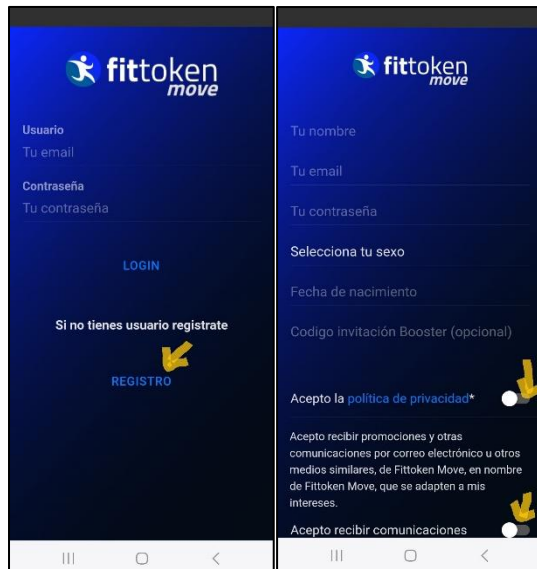 fittoken
move
Usuario
Tu email
Contraseña
Tu contraseña
LOGIN
Si no tienes usuario registrate
REGISTRO
fittoken
move
Tu nombre
Tu email
Tu contraseña
Selecciona tu sexo
Fecha de nacimiento
Codigo invitación Booster (opcional)
Acepto la política de privacidad*
Acepto recibir promociones y otras
comunicaciones por correo electrónico u otros
medios similares, de Fittoken Move, en nombre
de Fittoken Move, que se adapten a mis
intereses.
Acepto recibir comunicaciones